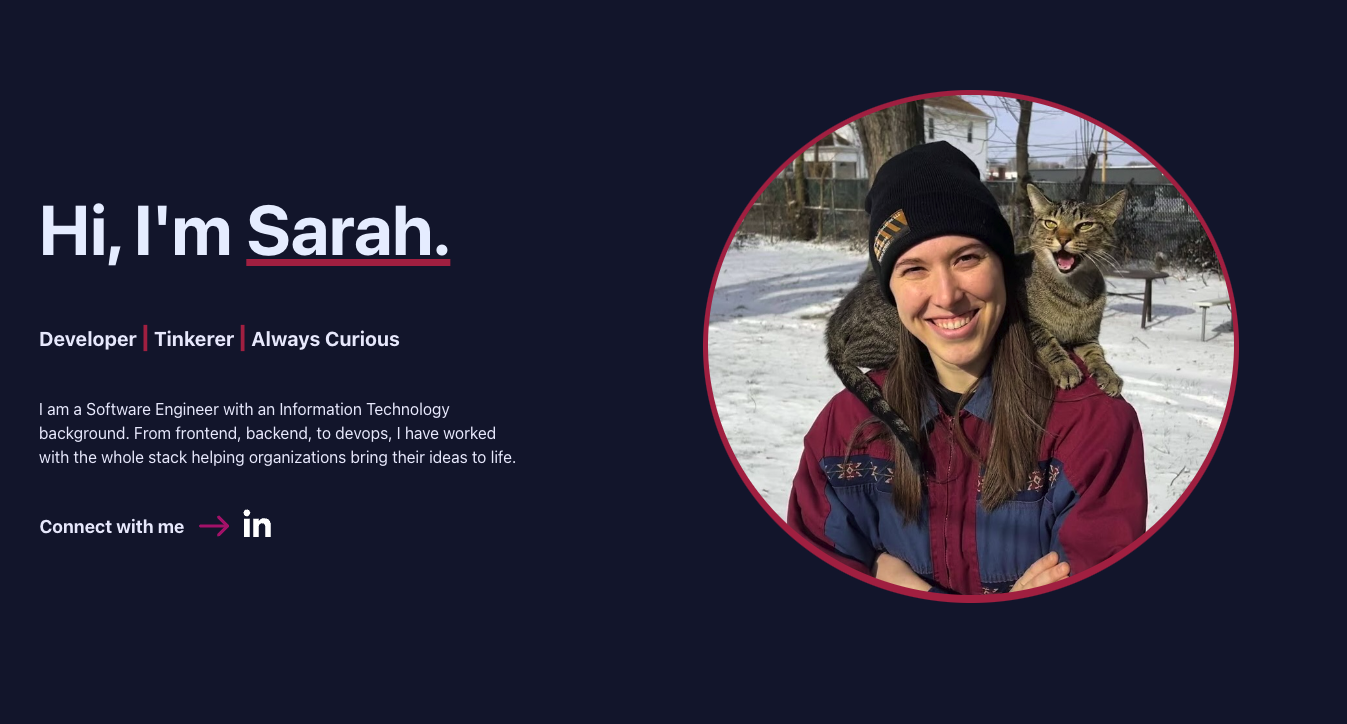 Hi, I'm Sarah.
Developer | Tinkerer | Always Curious
I am a Software Engineer with an Information Technology
background. From frontend, backend, to devops, I have worked
with the whole stack helping organizations bring their ideas to life.
Connect with me → in